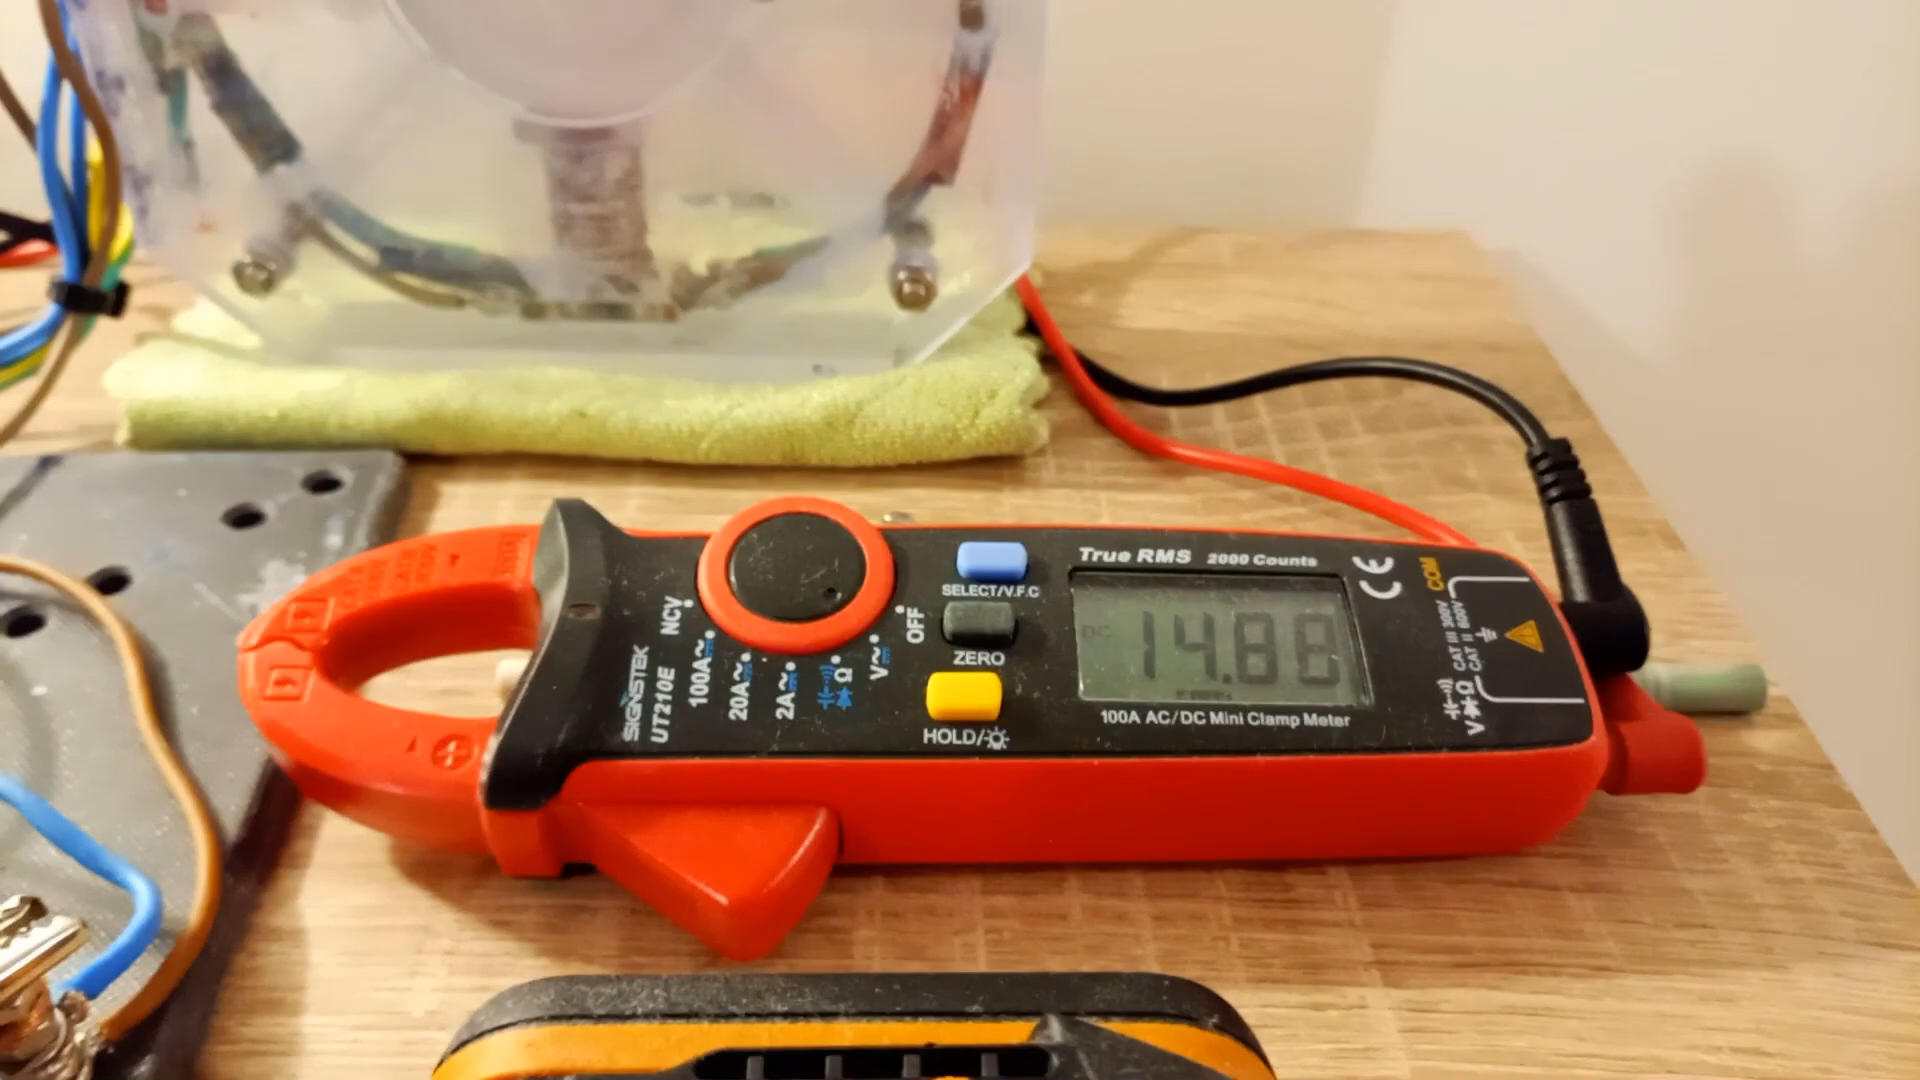 True RMS 2000 Counts
SELECT/V.F.C
COM
DC 14.88
CAT III 300V
CAT II 600V
OFF
NCV
ZERO
V
Ω
100A
20A
2A
SIGNSTEK
UT210E
HOLD/
100A AC/DC Mini Clamp Meter
VΩ
CE